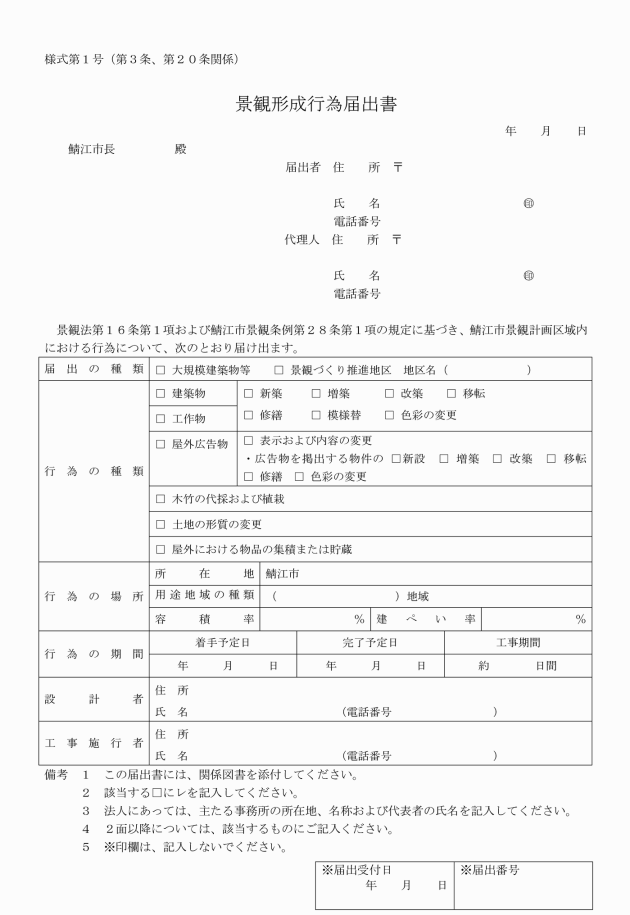 様式第１号（第３条、第２０条関係）
景観形成行為届出書
年　　月　　日
鯖江市長　　　　　殿
届出者　住　　所　〒
氏　　名　　　　　　　　　　　　㊞
電話番号
代理人　住　　所　〒
氏　　名　　　　　　　　　　　　㊞
電話番号
景観法第１６条第１項および鯖江市景観条例第２８条第１項の規定に基づき、鯖江市景観計画区域内
における行為について、次のとおり届け出ます。
届出の種類　□ 大規模建築物等　　□ 景観づくり推進地区　地区名（　　　　　　　）
行為の種類
□ 建築物　□ 新築　　□ 増築　　□ 改築　　□ 移転
□ 工作物　□ 修繕　　□ 模様替　　□ 色彩の変更
□ 屋外広告物　□ 表示および内容の変更
・広告物を掲出する物件の　□新設　□ 増築　□ 改築　□ 移転
□ 修繕　□ 色彩の変更
□ 木竹の代採および植栽
□ 土地の形質の変更
□ 屋外における物品の集積または貯蔵
行為の場所
所在地　鯖江市
用途地域の種類　（　　　　　　　　　　）地域
容積率　　　　　％　建ぺい率　　　　　％
行為の期間
着手予定日　完了予定日　工事期間
年　　月　　日　年　　月　　日　約　　　日間
設計者
住　所
氏　名　　　　　　　　　　　　（電話番号　　　　　　　　）
工事施行者
住　所
氏　名　　　　　　　　　　　　（電話番号　　　　　　　　）
備考　１　この届出書には、関係図書を添付してください。
２　該当する□にレを記入してください。
３　法人にあっては、主たる事務所の所在地、名称および代表者の氏名を記入してください。
４　２面以降については、該当するものにご記入ください。
５　※印欄は、記入しないでください。
※届出受付日　※届出番号
年　　月　　日